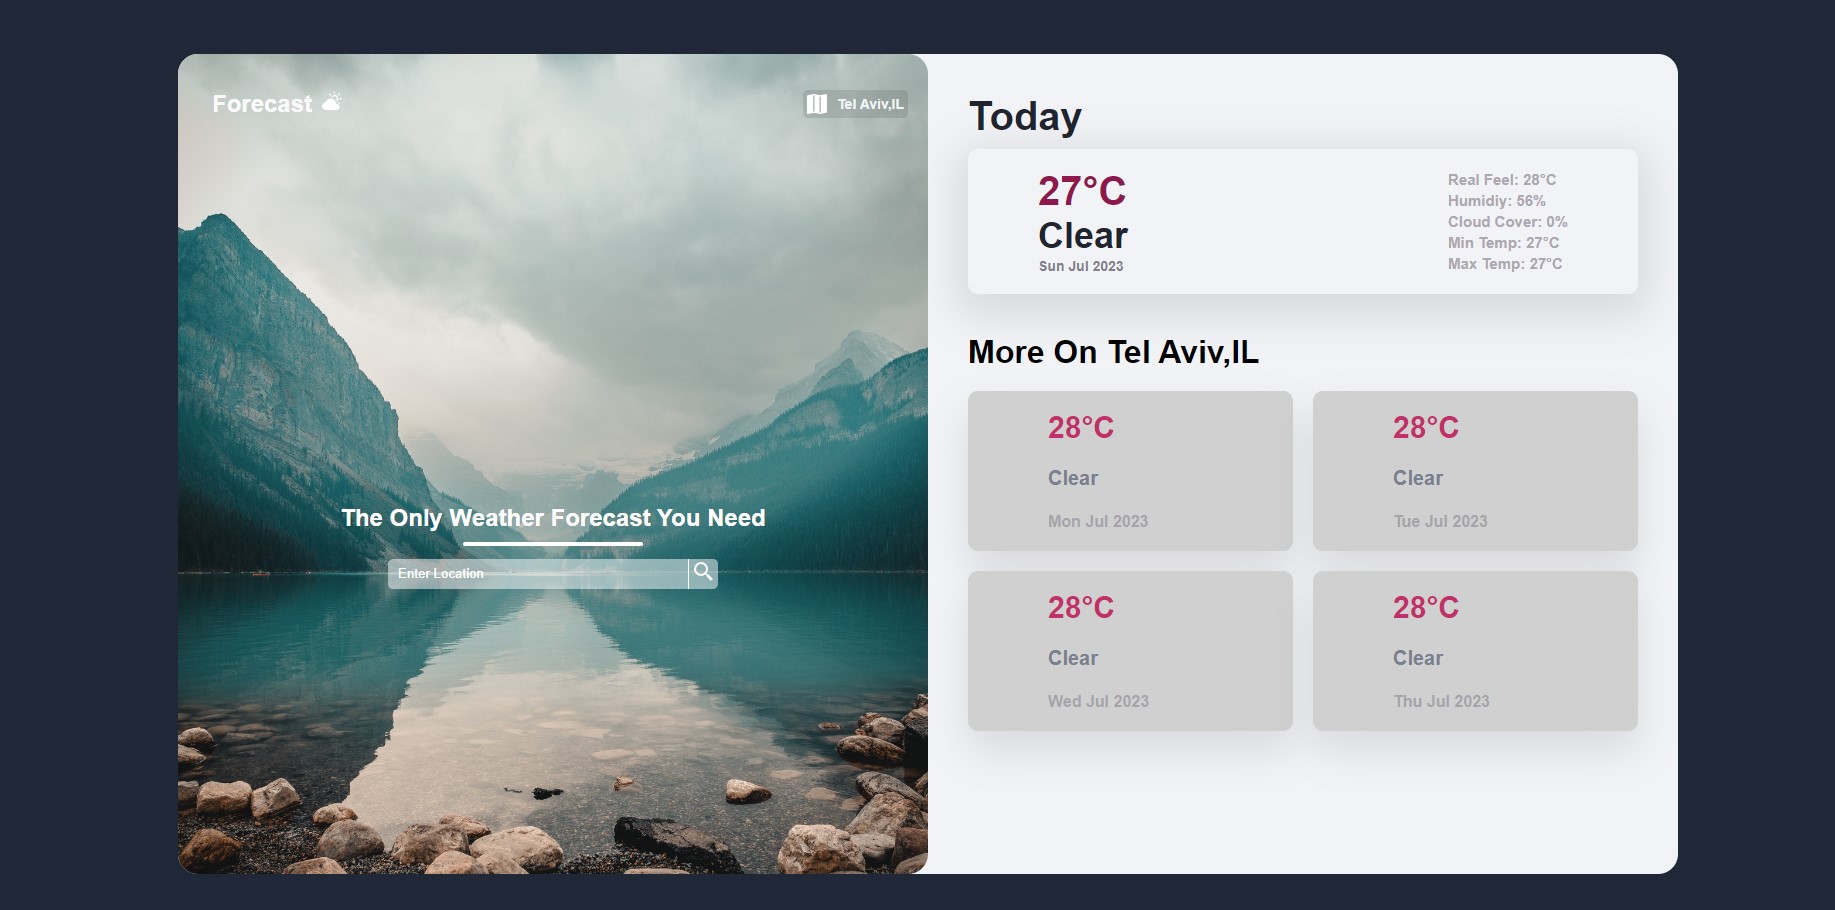 Forecast
Tel Aviv,IL
The Only Weather Forecast You Need
Enter Location
Today
27°C
Clear
Sun Jul 2023
Real Feel: 28°C
Humidiy: 56%
Cloud Cover: 0%
Min Temp: 27°C
Max Temp: 27°C
More On Tel Aviv,IL
28°C
Clear
Mon Jul 2023
28°C
Clear
Tue Jul 2023
28°C
Clear
Wed Jul 2023
28°C
Clear
Thu Jul 2023